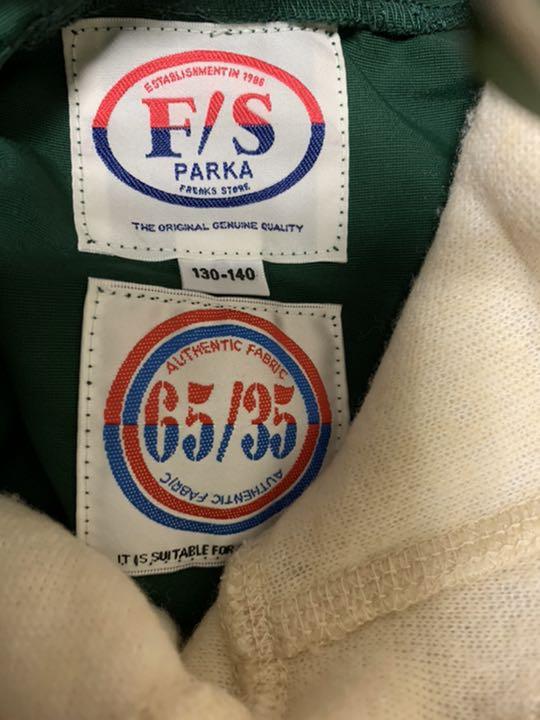 ESTABLISHMENT IN 1986
F/S
PARKA
FREAKS STORE
THE ORIGINAL GENUINE QUALITY
130-140
AUTHENTIC FABRIC
65/35
AUTHENTIC FABRIC
IT IS SUITABLE FOR